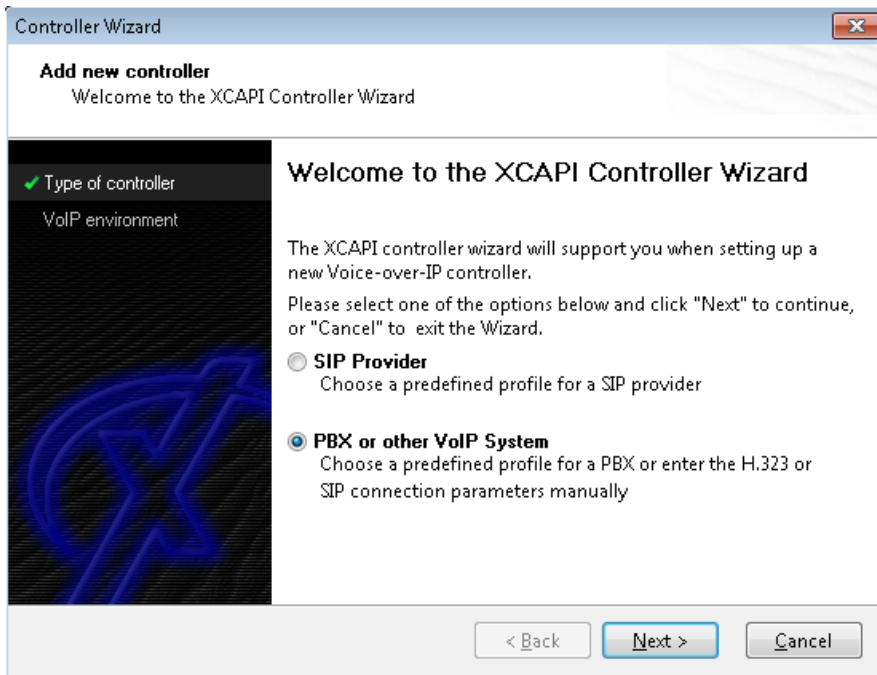 Controller Wizard
Add new controller
Welcome to the XCAPI Controller Wizard
Type of controller
VoIP environment
Welcome to the XCAPI Controller Wizard
The XCAPI controller wizard will support you when setting up a
new Voice-over-IP controller.
Please select one of the options below and click "Next" to continue,
or "Cancel" to exit the Wizard.
SIP Provider
Choose a predefined profile for a SIP provider
PBX or other VoIP System
Choose a predefined profile for a PBX or enter the H.323 or
SIP connection parameters manually
< Back
Next >
Cancel